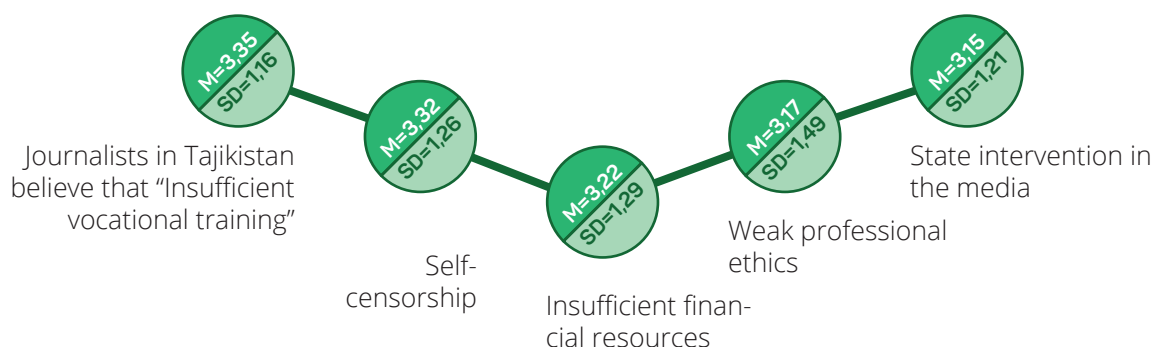 M=3,35
SD=1,16
Journalists in Tajikistan
believe that “Insufficient
vocational training”
M=3,32
SD=1,26
Self-
censorship
M=3,22
SD=1,29
Insufficient finan-
cial resources
M=3,17
SD=1,49
Weak professional
ethics
M=3,15
SD=1,21
State intervention in
the media